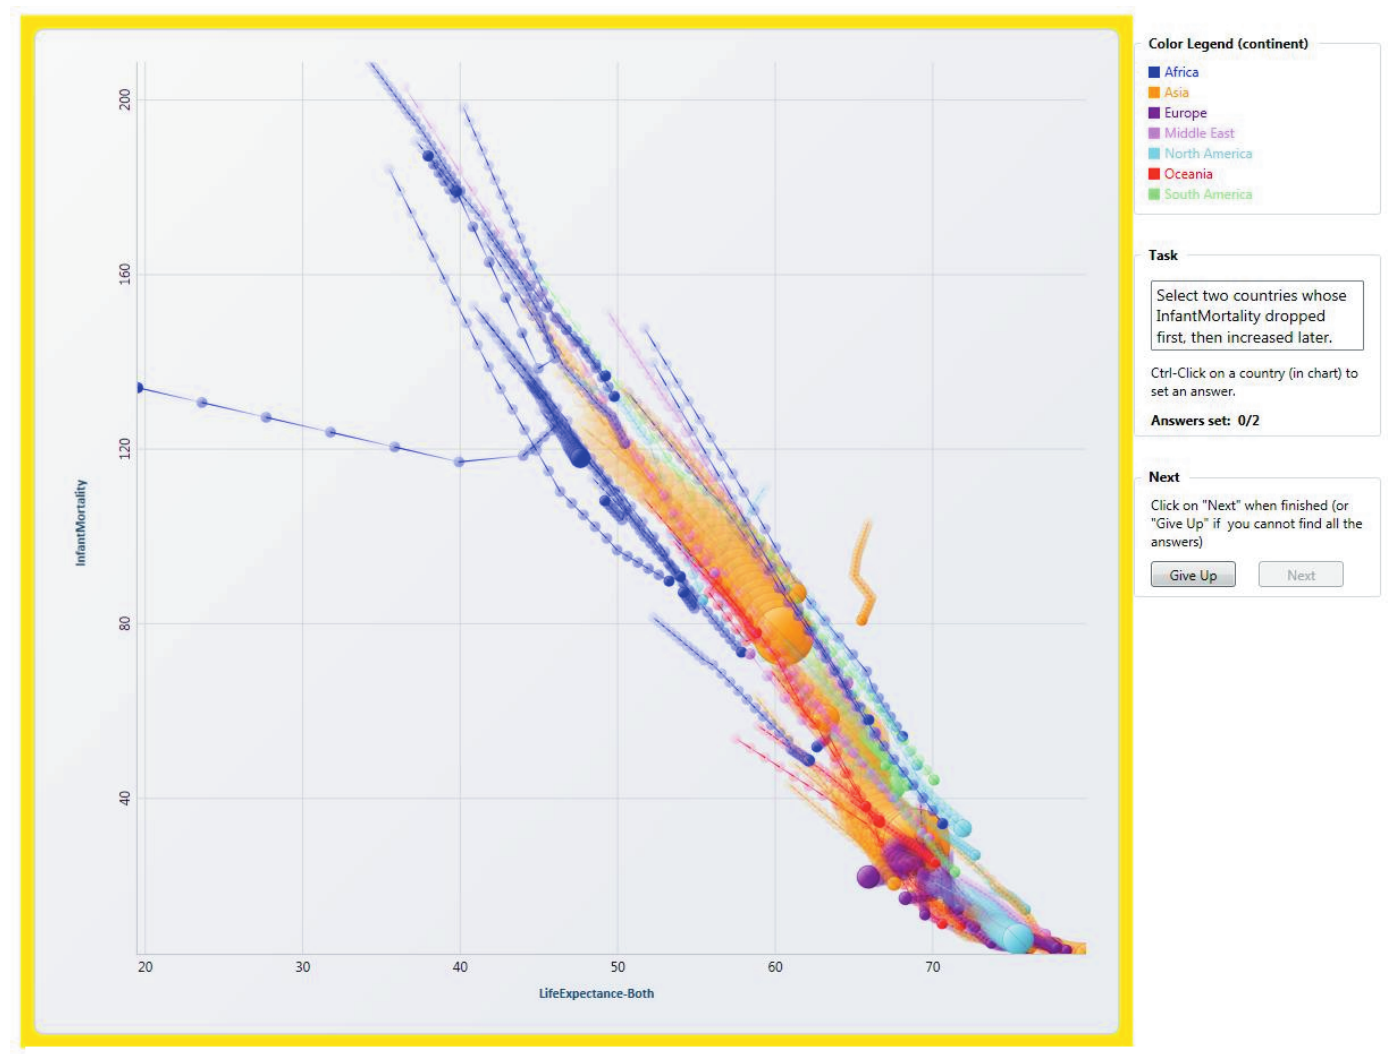 200
160
120
80
40
InfantMortality
20 30 40 50 60 70
LifeExpectance-Both
Color Legend (continent)
Africa
Asia
Europe
Middle East
North America
Oceania
South America
Task
Select two countries whose
InfantMortality dropped
first, then increased later.
Ctrl-Click on a country (in chart) to
set an answer.
Answers set: 0/2
Next
Click on "Next" when finished (or
"Give Up" if you cannot find all the
answers)
Give Up Next